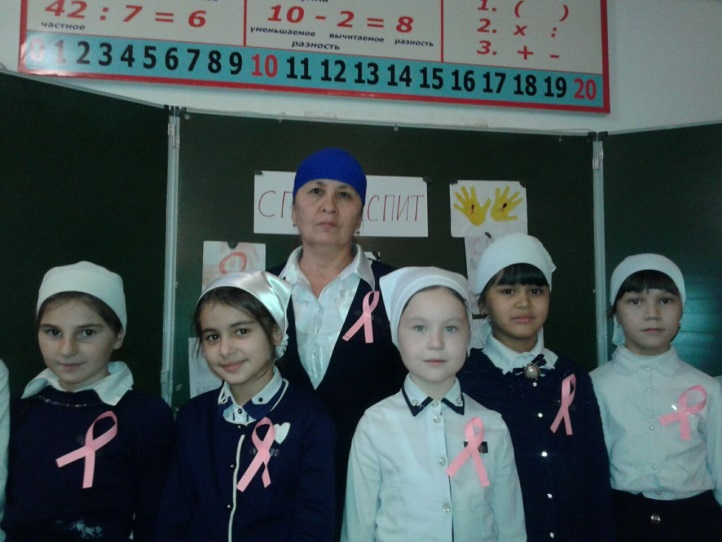 42 : 7 = 6
частное
10 - 2 = 8
уменьшаемое вычитаемое разность
разность
1. ( )
2. х :
3. + -
0 1 2 3 4 5 6 7 8 9 10 11 12 13 14 15 16 17 18 19 20
СП СПИТ